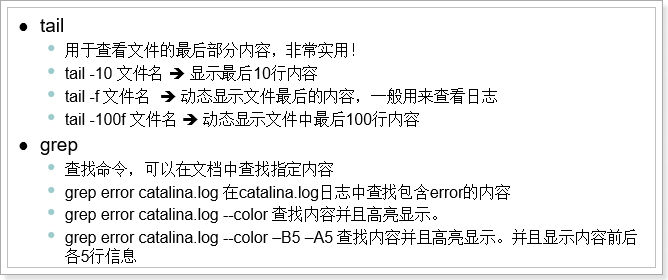 ● tail
• 用于查看文件的最后部分内容，非常实用！
• tail -10 文件名 ➔ 显示最后10行内容
• tail -f 文件名 ➔ 动态显示文件最后的内容，一般用来查看日志
• tail -100f 文件名 ➔ 动态显示文件中最后100行内容
● grep
• 查找命令，可以在文档中查找指定内容
• grep error catalina.log 在catalina.log日志中查找包含error的内容
• grep error catalina.log --color 查找内容并且高亮显示。
• grep error catalina.log --color –B5 –A5 查找内容并且高亮显示。并且显示内容前后
各5行信息